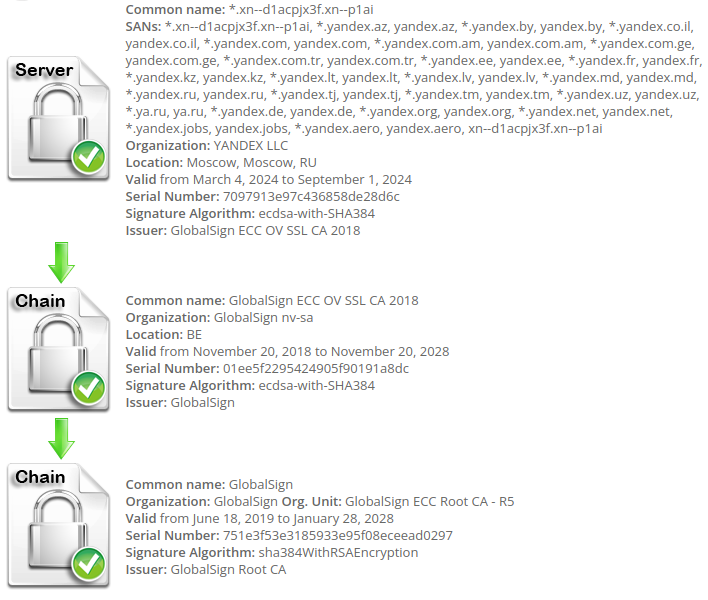 Common name: *.xn--d1acpjx3f.xn--p1ai
SANs: *.xn--d1acpjx3f.xn--p1ai, *.yandex.az, yandex.az, *.yandex.by, yandex.by, *.yandex.co.il,
yandex.co.il, *.yandex.com, yandex.com, *.yandex.com.am, yandex.com.am, *.yandex.com.ge,
yandex.com.ge, *.yandex.com.tr, yandex.com.tr, *.yandex.ee, yandex.ee, *.yandex.fr, yandex.fr,
*.yandex.kz, yandex.kz, *.yandex.lt, yandex.lt, *.yandex.lv, yandex.lv, *.yandex.md, yandex.md,
*.yandex.ru, yandex.ru, *.yandex.tj, yandex.tj, *.yandex.tm, yandex.tm, *.yandex.uz, yandex.uz,
*.ya.ru, ya.ru, *.yandex.de, yandex.de, *.yandex.org, yandex.org, *.yandex.net, yandex.net,
*.yandex.jobs, yandex.jobs, *.yandex.aero, yandex.aero, xn--d1acpjx3f.xn--p1ai
Organization: YANDEX LLC
Location: Moscow, Moscow, RU
Valid from March 4, 2024 to September 1, 2024
Serial Number: 7097913e97c436858de28d6c
Signature Algorithm: ecdsa-with-SHA384
Issuer: GlobalSign ECC OV SSL CA 2018
Server
Chain
Common name: GlobalSign ECC OV SSL CA 2018
Organization: GlobalSign nv-sa
Location: BE
Valid from November 20, 2018 to November 20, 2028
Serial Number: 01ee5f2295424905f90191a8dc
Signature Algorithm: ecdsa-with-SHA384
Issuer: GlobalSign
Chain
Common name: GlobalSign
Organization: GlobalSign Org. Unit: GlobalSign ECC Root CA - R5
Valid from June 18, 2019 to January 28, 2028
Serial Number: 751e3f53e3185933e95f08eceead0297
Signature Algorithm: sha384WithRSAEncryption
Issuer: GlobalSign Root CA